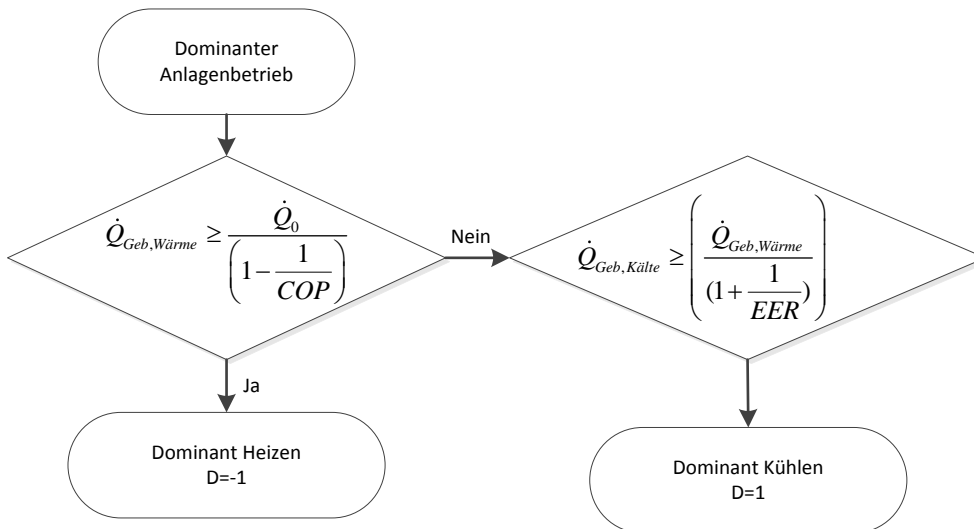 Dominanter
Anlagenbetrieb
Q̇_{Geb,Wärme} ≥ Q̇_0 / (1 − 1/COP)
Nein
Q̇_{Geb,Kälte} ≥ (Q̇_{Geb,Wärme} / (1 + 1/EER))
Ja
Dominant Heizen
D=-1
Dominant Kühlen
D=1